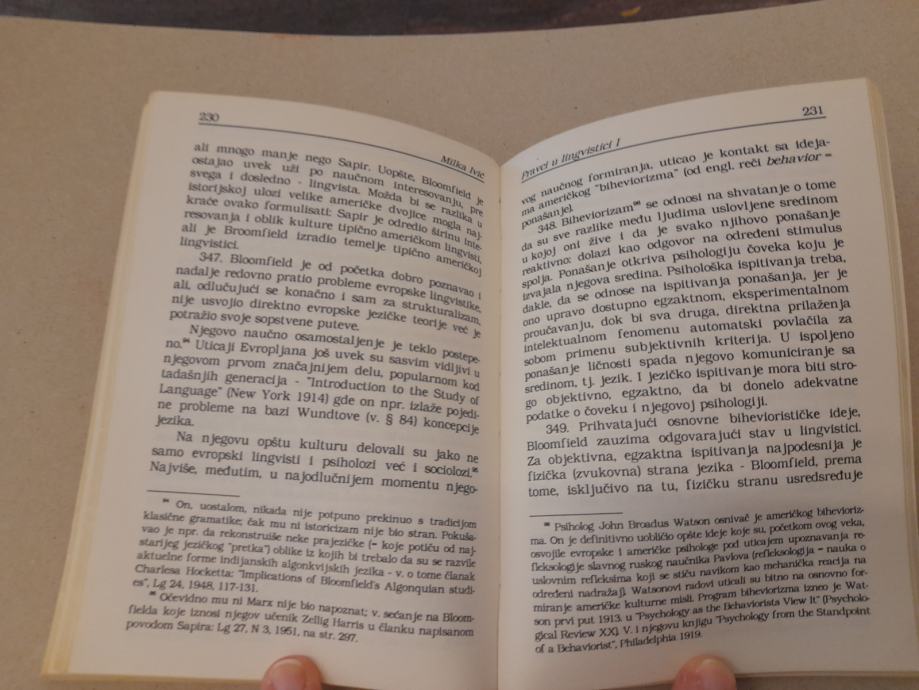 230
Milka Ivić
ali mnogo manje nego Sapir. Uopšte, Bloomfield je
ostajao uvek uži po naučnom interesovanju, pre
svega i dosledno - lingvista. Možda bi se razlika u
istorijskoj ulozi velike američke dvojice mogla naj-
kraće ovako formulisati: Sapir je odredio širinu inte-
resovanja i oblik kulture tipično američkom lingvisti,
ali je Broomfield izradio temelje tipično američkoj
lingvistici.
347. Bloomfield je od početka dobro poznavao i
nadalje redovno pratio probleme evropske lingvistike,
ali, odlučujući se konačno i sam za strukturalizam,
nije usvojio direktno evropske jezičke teorije već je
potražio svoje sopstvene puteve.
Njegovo naučno osamostaljenje je teklo postepe-
no.⁹⁴ Uticaji Evropljana još uvek su sasvim vidljivi u
njegovom prvom značajnijem delu, popularnom kod
tadašnjih generacija - "Introduction to the Study of
Language" (New York 1914) gde on npr. izlaže pojedi-
ne probleme na bazi Wundtove (v. § 84) koncepcije
jezika.
Na njegovu opštu kulturu delovali su jako ne
samo evropski lingvisti i psiholozi već i sociolozi.⁹⁵
Najviše, međutim, u najodlučnijem momentu njego-
⁹⁴ On, uostalom, nikada nije potpuno prekinuo s tradicijom
klasične gramatike; čak mu ni istoricizam nije bio stran. Pokuša-
vao je npr. da rekonstruiše neke prajezičke (= koje potiču od naj-
starijeg jezičkog "pretka") oblike iz kojih bi trebalo da su se razvile
aktuelne forme indijanskih algonkvijskih jezika - v. o tome članak
Charlesa Hocketta: "Implications of Bloomfield's Algonquian studi-
es", Lg 24, 1948, 117-131.
⁹⁵ Očevidno mu ni Marx nije bio napoznat; v. sećanje na Bloom-
fielda koje iznosi njegov učenik Zellig Harris u članku napisanom
povodom Sapira: Lg 27, N 3, 1951, na str. 297.
231
Pravci u lingvistici I
vog naučnog formiranja, uticao je kontakt sa ideja-
ma američkog "biheviorizma" (od engl. reči behavior =
ponašanje).
348. Biheviorizam⁹⁶ se odnosi na shvatanje o tome
da su sve razlike među ljudima uslovljene sredinom
u kojoj oni žive i da je svako njihovo ponašanje
reaktivno: dolazi kao odgovor na određeni stimulus
spolja. Ponašanje otkriva psihologiju čoveka koju je
izvajala njegova sredina. Psihološka ispitivanja treba,
dakle, da se odnose na ispitivanja ponašanja, jer je
ono upravo dostupno egzaktnom, eksperimentalnom
proučavanju, dok bi sva druga, direktna prilaženja
intelektualnom fenomenu automatski povlačila za
sobom primenu subjektivnih kriterija. U ispoljeno
ponašanje ličnosti spada njegovo komuniciranje sa
sredinom, tj. jezik. I jezičko ispitivanje mora biti stro-
go objektivno, egzaktno, da bi donelo adekvatne
podatke o čoveku i njegovoj psihologiji.
349. Prihvatajući osnovne biheviorističke ideje,
Bloomfield zauzima odgovarajući stav u lingvistici.
Za objektivna, egzaktna ispitivanja najpodesnija je
fizička (zvukovna) strana jezika - Bloomfield, prema
tome, isključivo na tu, fizičku stranu usredsređuje
⁹⁶ Psiholog John Broadus Watson osnivač je američkog bihevioriz-
ma. On je definitivno uobličio opšte ideje koje su, početkom ovog veka,
osvojile evropske i američke psihologe pod uticajem upoznavanja re-
fleksologije slavnog ruskog naučnika Pavlova (refleksologija = nauka o
uslovnim refleksima koji se stiču navikom kao mehanička reakcija na
određeni nadražaj). Watsonovi radovi uticali su bitno na osnovno for-
miranje američke kulturne misli. Program biheviorizma izneo je Wat-
son prvi put 1913. u "Psychology as the Behaviorists View It" (Psycholo-
gical Review XX). V. i njegovu knjigu "Psychology from the Standpoint
of a Behaviorist", Philadelphia 1919.